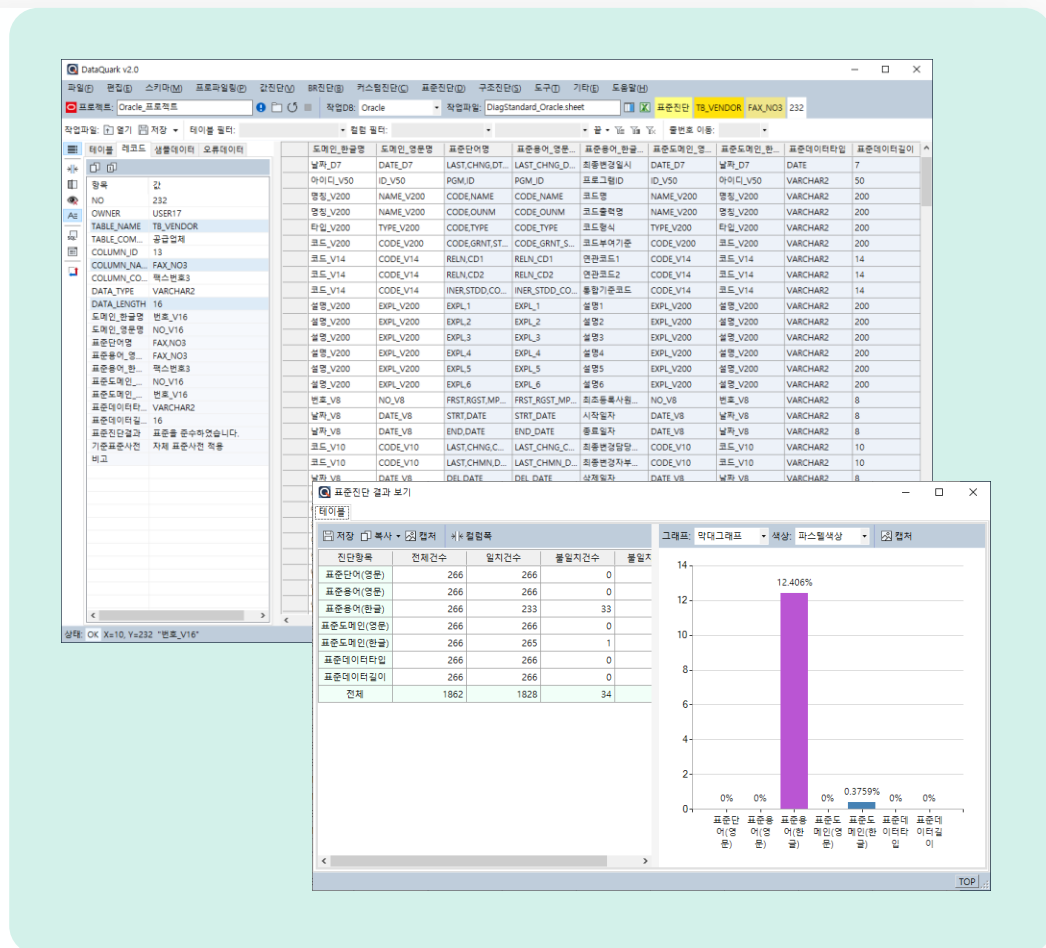 DataQuark v2.0
파일(F) 편집(E) 스키마(M) 프로파일링(P) 값진단(V) BR진단(B) 커스텀진단(C) 표준진단(D) 구조진단(S) 도구(T) 기타(E) 도움말(H)
프로젝트: Oracle_프로젝트 작업DB: Oracle 작업파일: DiagStandard_Oracle.sheet 표준진단 TB_VENDOR FAX_NO3 232
작업파일: 열기 저장 테이블 필터: 컬럼 필터: 끝 줄번호 이동:
테이블 레코드 샘플데이터 오류데이터
항목 값
NO 232
OWNER USER17
TABLE_NAME TB_VENDOR
TABLE_COM... 공급업체
COLUMN_ID 13
COLUMN_NA... FAX_NO3
COLUMN_CO... 팩스번호3
DATA_TYPE VARCHAR2
DATA_LENGTH 16
도메인_한글명 번호_V16
도메인_영문명 NO_V16
표준단어명 FAX,NO3
표준용어_영... FAX_NO3
표준용어_한... 팩스번호3
표준도메인_... NO_V16
표준도메인_... 번호_V16
표준데이터타... VARCHAR2
표준데이터길... 16
표준진단결과 표준을 준수하였습니다.
기준표준사전 자체 표준사전 적용
비고
도메인_한글명 도메인_영문명 표준단어명 표준용어_영문... 표준용어_한글... 표준도메인_영... 표준도메인_한... 표준데이터타입 표준데이터길이
날짜_D7 DATE_D7 LAST,CHNG,DT... LAST_CHNG_D... 최종변경일시 DATE_D7 날짜_D7 DATE 7
아이디_V50 ID_V50 PGM,ID PGM_ID 프로그램ID ID_V50 아이디_V50 VARCHAR2 50
명칭_V200 NAME_V200 CODE,NAME CODE_NAME 코드명 NAME_V200 명칭_V200 VARCHAR2 200
명칭_V200 NAME_V200 CODE,OUNM CODE_OUNM 코드출력명 NAME_V200 명칭_V200 VARCHAR2 200
타입_V200 TYPE_V200 CODE,TYPE CODE_TYPE 코드형식 TYPE_V200 타입_V200 VARCHAR2 200
코드_V200 CODE_V200 CODE,GRNT,ST... CODE_GRNT_S... 코드부여기준 CODE_V200 코드_V200 VARCHAR2 200
코드_V14 CODE_V14 RELN,CD1 RELN_CD1 연관코드1 CODE_V14 코드_V14 VARCHAR2 14
코드_V14 CODE_V14 RELN,CD2 RELN_CD2 연관코드2 CODE_V14 코드_V14 VARCHAR2 14
코드_V14 CODE_V14 INER,STDD,CO... INER_STDD_CO... 통합기준코드 CODE_V14 코드_V14 VARCHAR2 14
설명_V200 EXPL_V200 EXPL,1 EXPL_1 설명1 EXPL_V200 설명_V200 VARCHAR2 200
설명_V200 EXPL_V200 EXPL,2 EXPL_2 설명2 EXPL_V200 설명_V200 VARCHAR2 200
설명_V200 EXPL_V200 EXPL,3 EXPL_3 설명3 EXPL_V200 설명_V200 VARCHAR2 200
설명_V200 EXPL_V200 EXPL,4 EXPL_4 설명4 EXPL_V200 설명_V200 VARCHAR2 200
설명_V200 EXPL_V200 EXPL,5 EXPL_5 설명5 EXPL_V200 설명_V200 VARCHAR2 200
설명_V200 EXPL_V200 EXPL,6 EXPL_6 설명6 EXPL_V200 설명_V200 VARCHAR2 200
번호_V8 NO_V8 FRST,RGST,MP... FRST_RGST_MP... 최초등록사원... NO_V8 번호_V8 VARCHAR2 8
날짜_V8 DATE_V8 STRT,DATE STRT_DATE 시작일자 DATE_V8 날짜_V8 VARCHAR2 8
날짜_V8 DATE_V8 END,DATE END_DATE 종료일자 DATE_V8 날짜_V8 VARCHAR2 8
코드_V10 CODE_V10 LAST,CHNG,C... LAST_CHNG_C... 최종변경담당... CODE_V10 코드_V10 VARCHAR2 10
코드_V10 CODE_V10 LAST,CHMN,D... LAST_CHMN_D... 최종변경자부... CODE_V10 코드_V10 VARCHAR2 10
날짜_V8 DATE_V8 DEL,DATE DEL_DATE 삭제일자 DATE_V8 날짜_V8 VARCHAR2 8
상태: OK X=10, Y=232 "번호_V16"
표준진단 결과 보기
테이블
저장 복사 캡처 컬럼폭 그래프: 막대그래프 색상: 파스텔색상 캡처
진단항목 전체건수 일치건수 불일치건수 불일치
표준단어(영문) 266 266 0
표준용어(영문) 266 266 0
표준용어(한글) 266 233 33
표준도메인(영문) 266 266 0
표준도메인(한글) 266 265 1
표준데이터타입 266 266 0
표준데이터길이 266 266 0
전체 1862 1828 34
14
12.406%
12
10
8
6
4
2
0.3759%
0% 0% 0% 0% 0%
0
표준단 표준용 표준용 표준도 표준도 표준데 표준데
어(영 어(영 어(한 메인(영 메인(한 이터타 이터길
문) 문) 글) 문) 글) 입 이
TOP